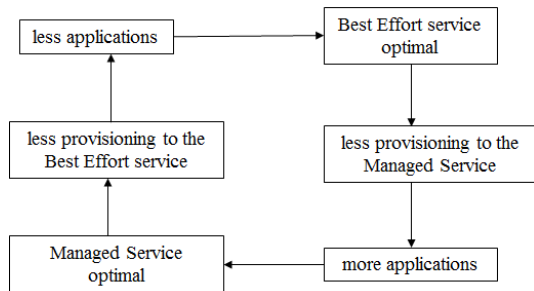 less applications
Best Effort service
optimal
less provisioning to the
Best Effort service
less provisioning to the
Managed Service
Managed Service
optimal
more applications